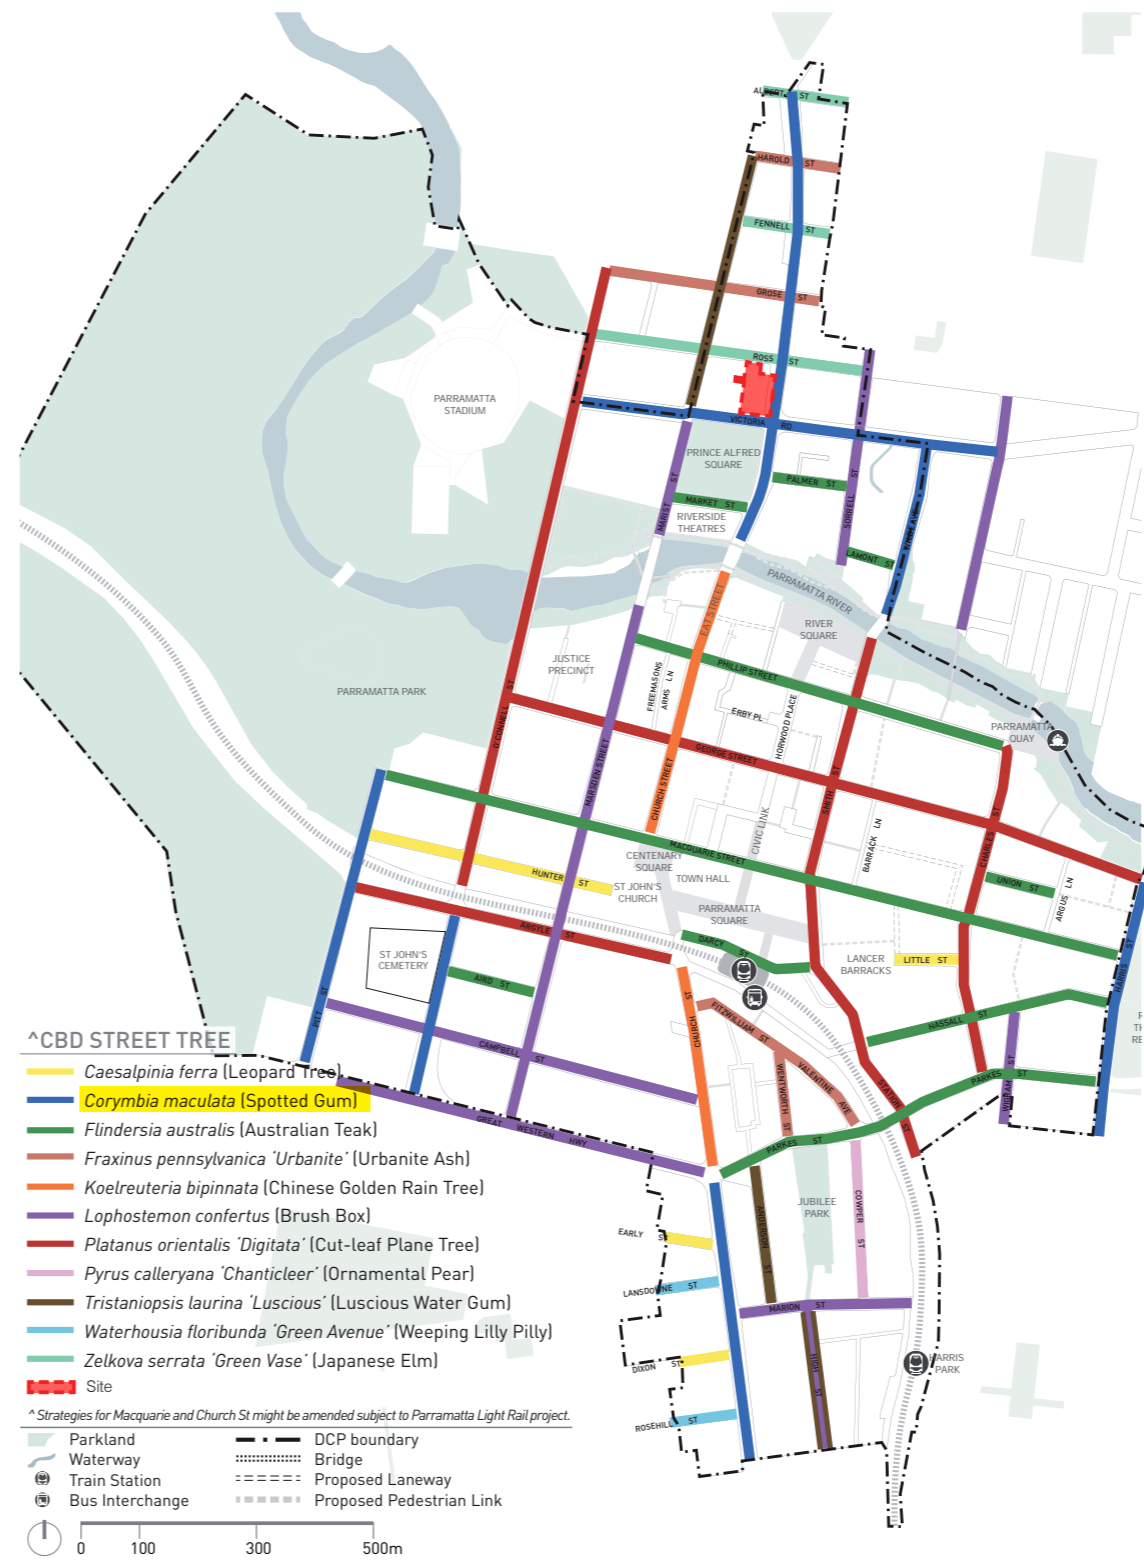 ALBERT ST
HAROLD ST
FENNELL ST
GROSE ST
ROSS ST
PARRAMATTA
STADIUM
VICTORIA RD
PRINCE ALFRED
SQUARE
PALMER ST
MARIST ST
MARKET ST
SORRELL ST
RIVERSIDE
THEATRES
LAMONT ST
PARRAMATTA RIVER
EAT STREET
RIVER
SQUARE
JUSTICE
PRECINCT
PHILLIP STREET
FREEMASONS
ARMS LN
PARRAMATTA PARK
O'CONNELL ST
ERBY PL
HORWOOD PLACE
PARRAMATTA
QUAY
GEORGE STREET
MARSDEN STREET
CHURCH STREET
SMITH ST
CIVIC LINK
BARRACK LN
CHARLES ST
MACQUARIE STREET
CENTENARY
SQUARE
TOWN HALL
HUNTER ST
ST JOHN'S
CHURCH
UNION ST
ARGUS LN
PARRAMATTA
SQUARE
ARGYLE ST
DARCY ST
ST JOHN'S
CEMETERY
LANCER
BARRACKS
LITTLE ST
HARRIS ST
AIRD ST
PITT ST
CHURCH ST
FITZWILLIAM ST
HASSALL ST
R
TH
RE
CAMPBELL ST
WENTWORTH ST
VALENTINE AVE
STATION ST
PARKES ST
WIGRAM ST
GREAT WESTERN HWY
PARKES ST
ANDERSON ST
JUBILEE
PARK
COWPER ST
EARLY ST
LANSDOWNE ST
MARION ST
DIXON ST
HIGH ST
HARRIS
PARK
ROSEHILL ST
^CBD STREET TREE
Caesalpinia ferra (Leopard Tree)
Corymbia maculata (Spotted Gum)
Flindersia australis (Australian Teak)
Fraxinus pennsylvanica 'Urbanite' (Urbanite Ash)
Koelreuteria bipinnata (Chinese Golden Rain Tree)
Lophostemon confertus (Brush Box)
Platanus orientalis 'Digitata' (Cut-leaf Plane Tree)
Pyrus calleryana 'Chanticleer' (Ornamental Pear)
Tristaniopsis laurina 'Luscious' (Luscious Water Gum)
Waterhousia floribunda 'Green Avenue' (Weeping Lilly Pilly)
Zelkova serrata 'Green Vase' (Japanese Elm)
Site
^ Strategies for Macquarie and Church St might be amended subject to Parramatta Light Rail project.
Parkland
Waterway
Train Station
Bus Interchange
DCP boundary
Bridge
Proposed Laneway
Proposed Pedestrian Link
0 100 300 500m